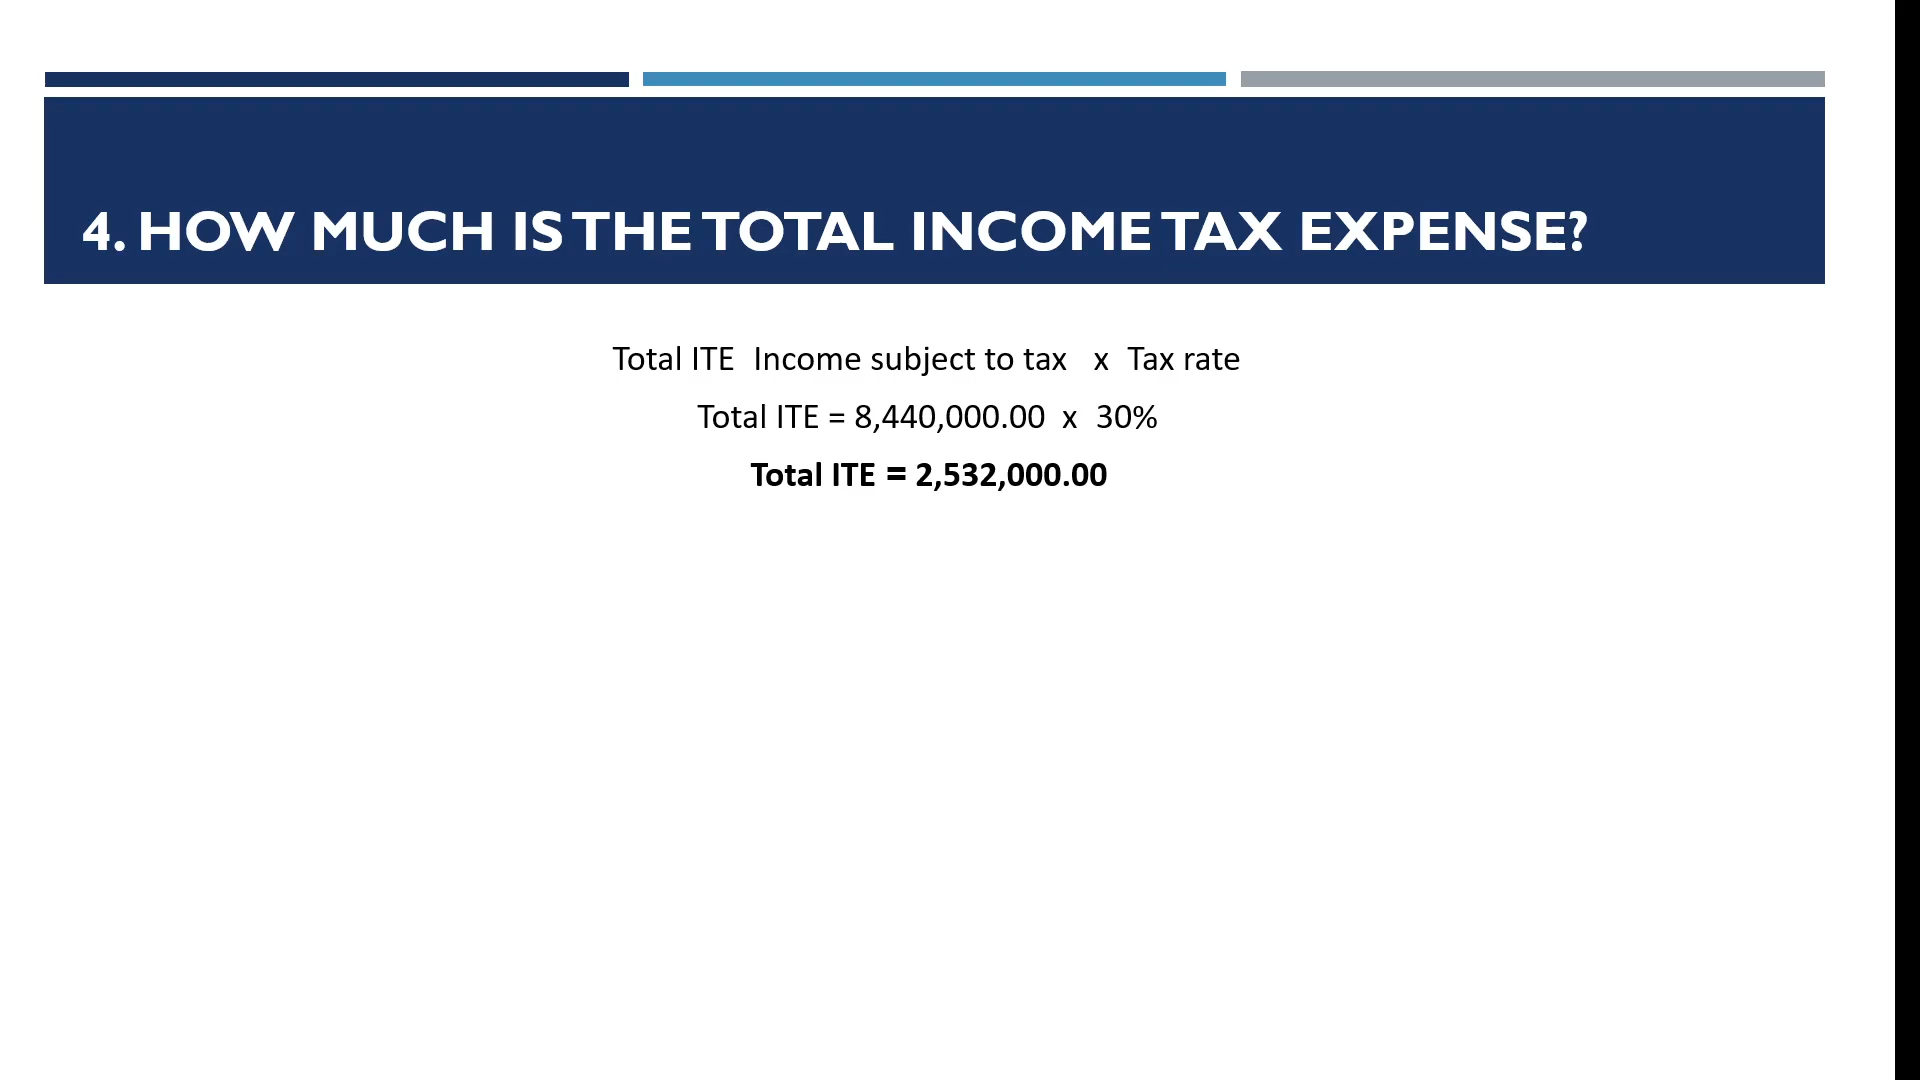 4. HOW MUCH IS THE TOTAL INCOME TAX EXPENSE?
Total ITE Income subject to tax x Tax rate
Total ITE = 8,440,000.00 x 30%
Total ITE = 2,532,000.00